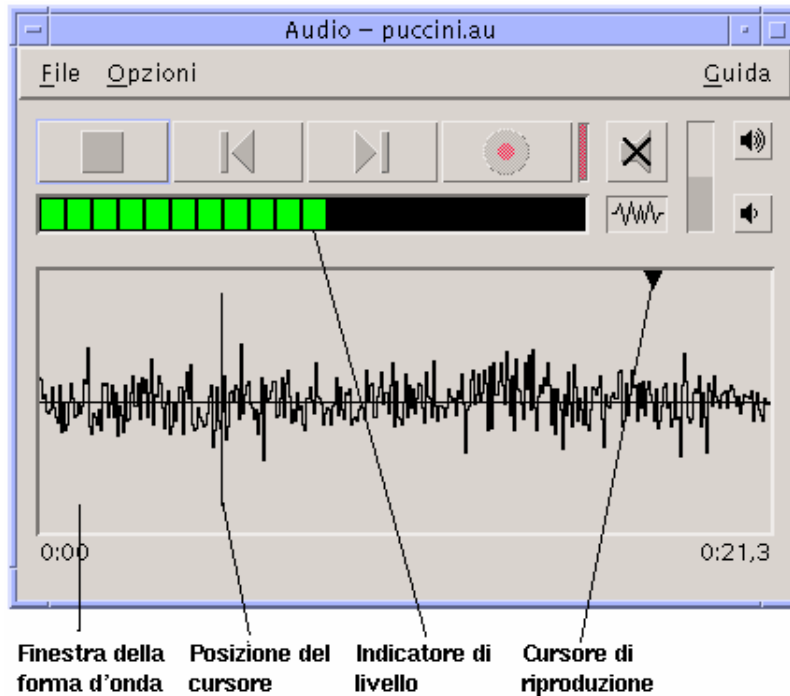 Audio – puccini.au
File Opzioni Guida
0:00 0:21,3
Finestra della forma d'onda
Posizione del cursore
Indicatore di livello
Cursore di riproduzione